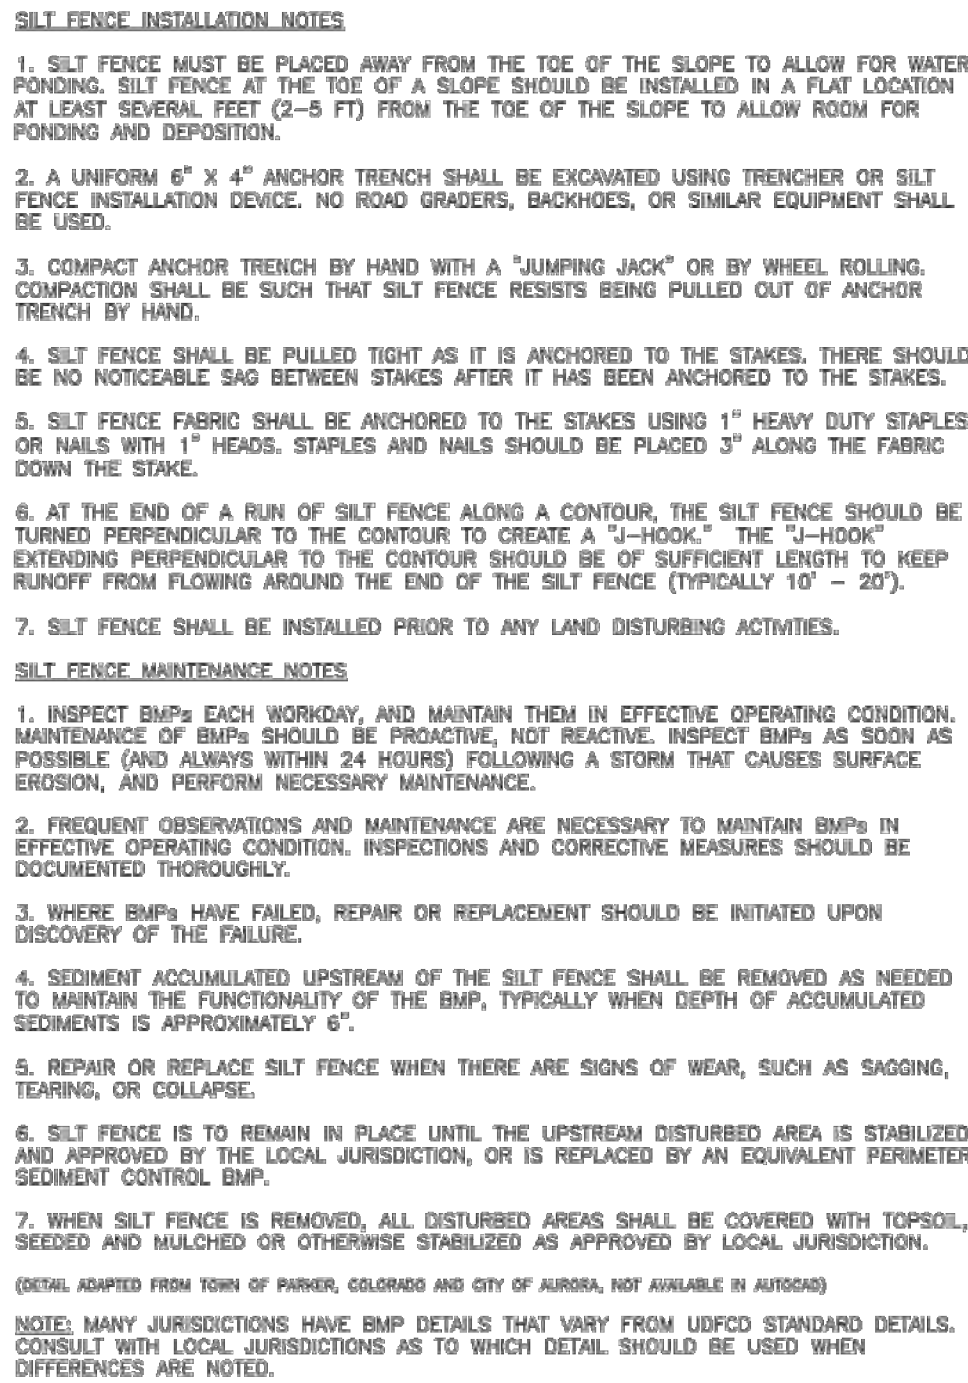 SILT FENCE INSTALLATION NOTES
1. SILT FENCE MUST BE PLACED AWAY FROM THE TOE OF THE SLOPE TO ALLOW FOR WATER
PONDING. SILT FENCE AT THE TOE OF A SLOPE SHOULD BE INSTALLED IN A FLAT LOCATION
AT LEAST SEVERAL FEET (2-5 FT) FROM THE TOE OF THE SLOPE TO ALLOW ROOM FOR
PONDING AND DEPOSITION.
2. A UNIFORM 6" X 4" ANCHOR TRENCH SHALL BE EXCAVATED USING TRENCHER OR SILT
FENCE INSTALLATION DEVICE. NO ROAD GRADERS, BACKHOES, OR SIMILAR EQUIPMENT SHALL
BE USED.
3. COMPACT ANCHOR TRENCH BY HAND WITH A "JUMPING JACK" OR BY WHEEL ROLLING.
COMPACTION SHALL BE SUCH THAT SILT FENCE RESISTS BEING PULLED OUT OF ANCHOR
TRENCH BY HAND.
4. SILT FENCE SHALL BE PULLED TIGHT AS IT IS ANCHORED TO THE STAKES. THERE SHOULD
BE NO NOTICEABLE SAG BETWEEN STAKES AFTER IT HAS BEEN ANCHORED TO THE STAKES.
5. SILT FENCE FABRIC SHALL BE ANCHORED TO THE STAKES USING 1" HEAVY DUTY STAPLES
OR NAILS WITH 1" HEADS. STAPLES AND NAILS SHOULD BE PLACED 3" ALONG THE FABRIC
DOWN THE STAKE.
6. AT THE END OF A RUN OF SILT FENCE ALONG A CONTOUR, THE SILT FENCE SHOULD BE
TURNED PERPENDICULAR TO THE CONTOUR TO CREATE A "J-HOOK." THE "J-HOOK"
EXTENDING PERPENDICULAR TO THE CONTOUR SHOULD BE OF SUFFICIENT LENGTH TO KEEP
RUNOFF FROM FLOWING AROUND THE END OF THE SILT FENCE (TYPICALLY 10' - 20').
7. SILT FENCE SHALL BE INSTALLED PRIOR TO ANY LAND DISTURBING ACTIVITIES.
SILT FENCE MAINTENANCE NOTES
1. INSPECT BMPs EACH WORKDAY, AND MAINTAIN THEM IN EFFECTIVE OPERATING CONDITION.
MAINTENANCE OF BMPs SHOULD BE PROACTIVE, NOT REACTIVE. INSPECT BMPs AS SOON AS
POSSIBLE (AND ALWAYS WITHIN 24 HOURS) FOLLOWING A STORM THAT CAUSES SURFACE
EROSION, AND PERFORM NECESSARY MAINTENANCE.
2. FREQUENT OBSERVATIONS AND MAINTENANCE ARE NECESSARY TO MAINTAIN BMPs IN
EFFECTIVE OPERATING CONDITION. INSPECTIONS AND CORRECTIVE MEASURES SHOULD BE
DOCUMENTED THOROUGHLY.
3. WHERE BMPs HAVE FAILED, REPAIR OR REPLACEMENT SHOULD BE INITIATED UPON
DISCOVERY OF THE FAILURE.
4. SEDIMENT ACCUMULATED UPSTREAM OF THE SILT FENCE SHALL BE REMOVED AS NEEDED
TO MAINTAIN THE FUNCTIONALITY OF THE BMP, TYPICALLY WHEN DEPTH OF ACCUMULATED
SEDIMENTS IS APPROXIMATELY 6".
5. REPAIR OR REPLACE SILT FENCE WHEN THERE ARE SIGNS OF WEAR, SUCH AS SAGGING,
TEARING, OR COLLAPSE.
6. SILT FENCE IS TO REMAIN IN PLACE UNTIL THE UPSTREAM DISTURBED AREA IS STABILIZED
AND APPROVED BY THE LOCAL JURISDICTION, OR IS REPLACED BY AN EQUIVALENT PERIMETER
SEDIMENT CONTROL BMP.
7. WHEN SILT FENCE IS REMOVED, ALL DISTURBED AREAS SHALL BE COVERED WITH TOPSOIL,
SEEDED AND MULCHED OR OTHERWISE STABILIZED AS APPROVED BY LOCAL JURISDICTION.
(DETAIL ADAPTED FROM TOWN OF PARKER, COLORADO AND CITY OF AURORA, NOT AVAILABLE IN AUTOCAD)
NOTE: MANY JURISDICTIONS HAVE BMP DETAILS THAT VARY FROM UDFCD STANDARD DETAILS.
CONSULT WITH LOCAL JURISDICTIONS AS TO WHICH DETAIL SHOULD BE USED WHEN
DIFFERENCES ARE NOTED.